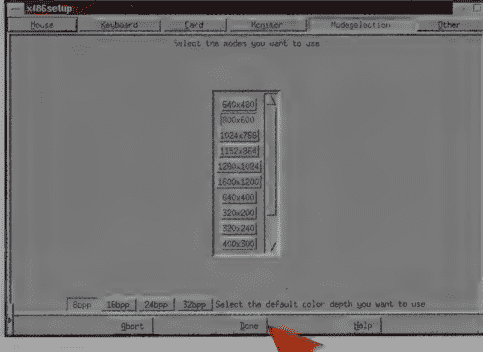 xf86setup
Mouse Keyboard Card Monitor Modeselection Other
Select the modes you want to use
640x480
800x600
1024x768
1152x864
1280x1024
1600x1200
640x400
320x200
320x240
400x300
8bpp 16bpp 24bpp 32bpp Select the default color depth you want to use
Abort Done Help